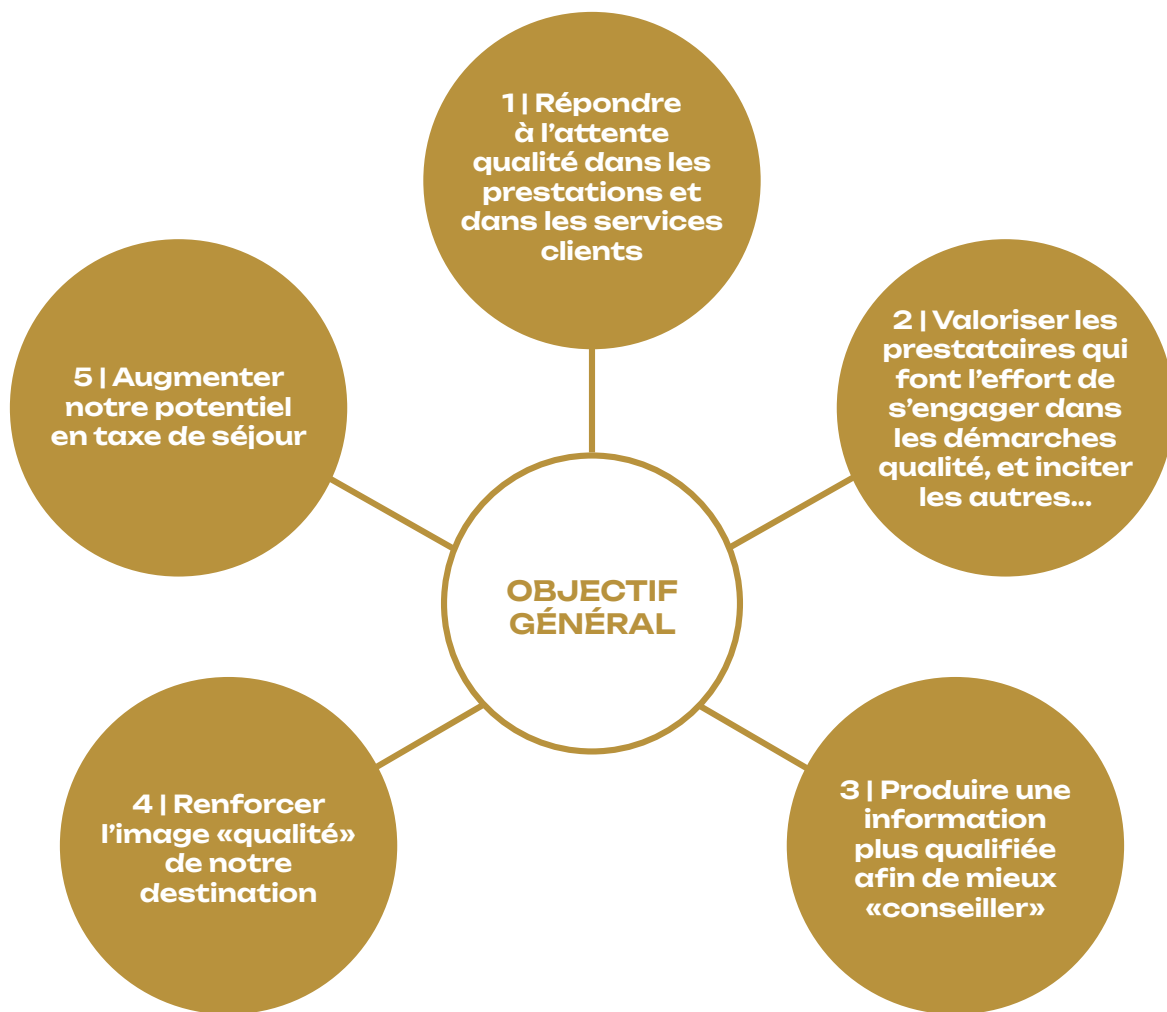 1 | Répondre
à l’attente
qualité dans les
prestations et
dans les services
clients
2 | Valoriser les
prestataires qui
font l’effort de
s’engager dans
les démarches
qualité, et inciter
les autres...
3 | Produire une
information
plus qualifiée
afin de mieux
«conseiller»
4 | Renforcer
l’image «qualité»
de notre
destination
5 | Augmenter
notre potentiel
en taxe de séjour
OBJECTIF
GÉNÉRAL